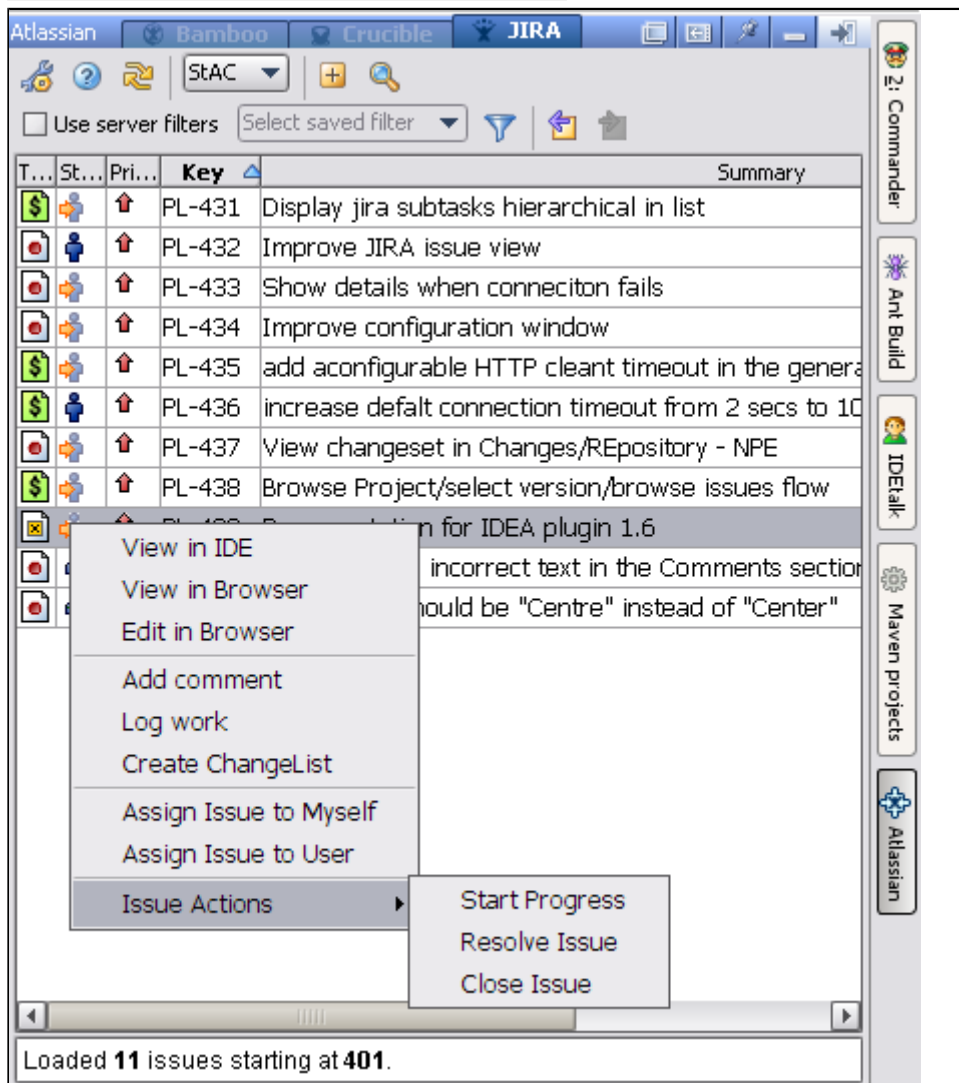 Atlassian Bamboo Crucible JIRA
StAC
Use server filters Select saved filter
T... St... Pri... Key Summary
PL-431 Display jira subtasks hierarchical in list
PL-432 Improve JIRA issue view
PL-433 Show details when conneciton fails
PL-434 Improve configuration window
PL-435 add aconfigurable HTTP cleant timeout in the genera
PL-436 increase defalt connection timeout from 2 secs to 10
PL-437 View changeset in Changes/REpository - NPE
PL-438 Browse Project/select version/browse issues flow
for IDEA plugin 1.6
incorrect text in the Comments section
hould be "Centre" instead of "Center"
View in IDE
View in Browser
Edit in Browser
Add comment
Log work
Create ChangeList
Assign Issue to Myself
Assign Issue to User
Issue Actions
Start Progress
Resolve Issue
Close Issue
Loaded 11 issues starting at 401.
2: Commander
Ant Build
IDEtalk
Maven projects
Atlassian